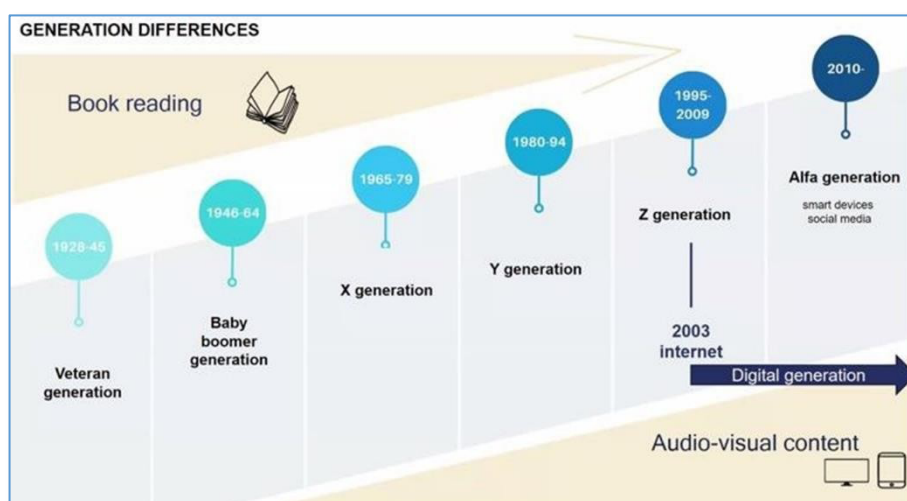 GENERATION DIFFERENCES
Book reading
1928-45
Veteran
generation
1946-64
Baby
boomer
generation
1965-79
X generation
1980-94
Y generation
1995-
2009
Z generation
2003
internet
2010-
Alfa generation
smart devices
social media
Digital generation
Audio-visual content